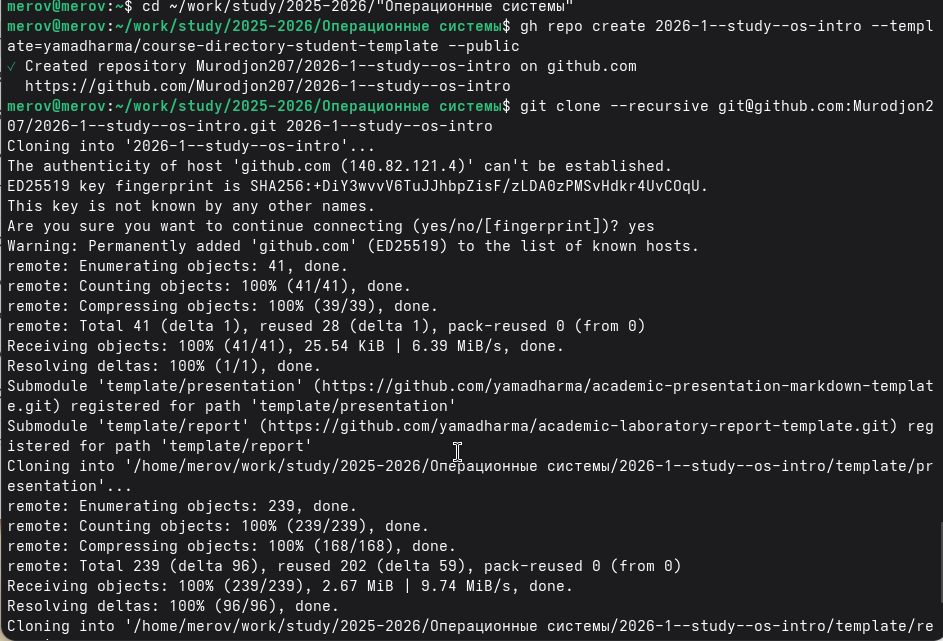 merov@merov:~$ cd ~/work/study/2025-2026/"Операционные системы"
merov@merov:~/work/study/2025-2026/Операционные системы$ gh repo create 2026-1--study--os-intro --templ
ate=yamadharma/course-directory-student-template --public
✓ Created repository Murodjon207/2026-1--study--os-intro on github.com
  https://github.com/Murodjon207/2026-1--study--os-intro
merov@merov:~/work/study/2025-2026/Операционные системы$ git clone --recursive git@github.com:Murodjon2
07/2026-1--study--os-intro.git 2026-1--study--os-intro
Cloning into '2026-1--study--os-intro'...
The authenticity of host 'github.com (140.82.121.4)' can't be established.
ED25519 key fingerprint is SHA256:+DiY3wvvV6TuJJhbpZisF/zLDA0zPMSvHdkr4UvCOqU.
This key is not known by any other names.
Are you sure you want to continue connecting (yes/no/[fingerprint])? yes
Warning: Permanently added 'github.com' (ED25519) to the list of known hosts.
remote: Enumerating objects: 41, done.
remote: Counting objects: 100% (41/41), done.
remote: Compressing objects: 100% (39/39), done.
remote: Total 41 (delta 1), reused 28 (delta 1), pack-reused 0 (from 0)
Receiving objects: 100% (41/41), 25.54 KiB | 6.39 MiB/s, done.
Resolving deltas: 100% (1/1), done.
Submodule 'template/presentation' (https://github.com/yamadharma/academic-presentation-markdown-templat
e.git) registered for path 'template/presentation'
Submodule 'template/report' (https://github.com/yamadharma/academic-laboratory-report-template.git) reg
istered for path 'template/report'
Cloning into '/home/merov/work/study/2025-2026/Операционные системы/2026-1--study--os-intro/template/pr
esentation'...
remote: Enumerating objects: 239, done.
remote: Counting objects: 100% (239/239), done.
remote: Compressing objects: 100% (168/168), done.
remote: Total 239 (delta 96), reused 202 (delta 59), pack-reused 0 (from 0)
Receiving objects: 100% (239/239), 2.67 MiB | 9.74 MiB/s, done.
Resolving deltas: 100% (96/96), done.
Cloning into '/home/merov/work/study/2025-2026/Операционные системы/2026-1--study--os-intro/template/re